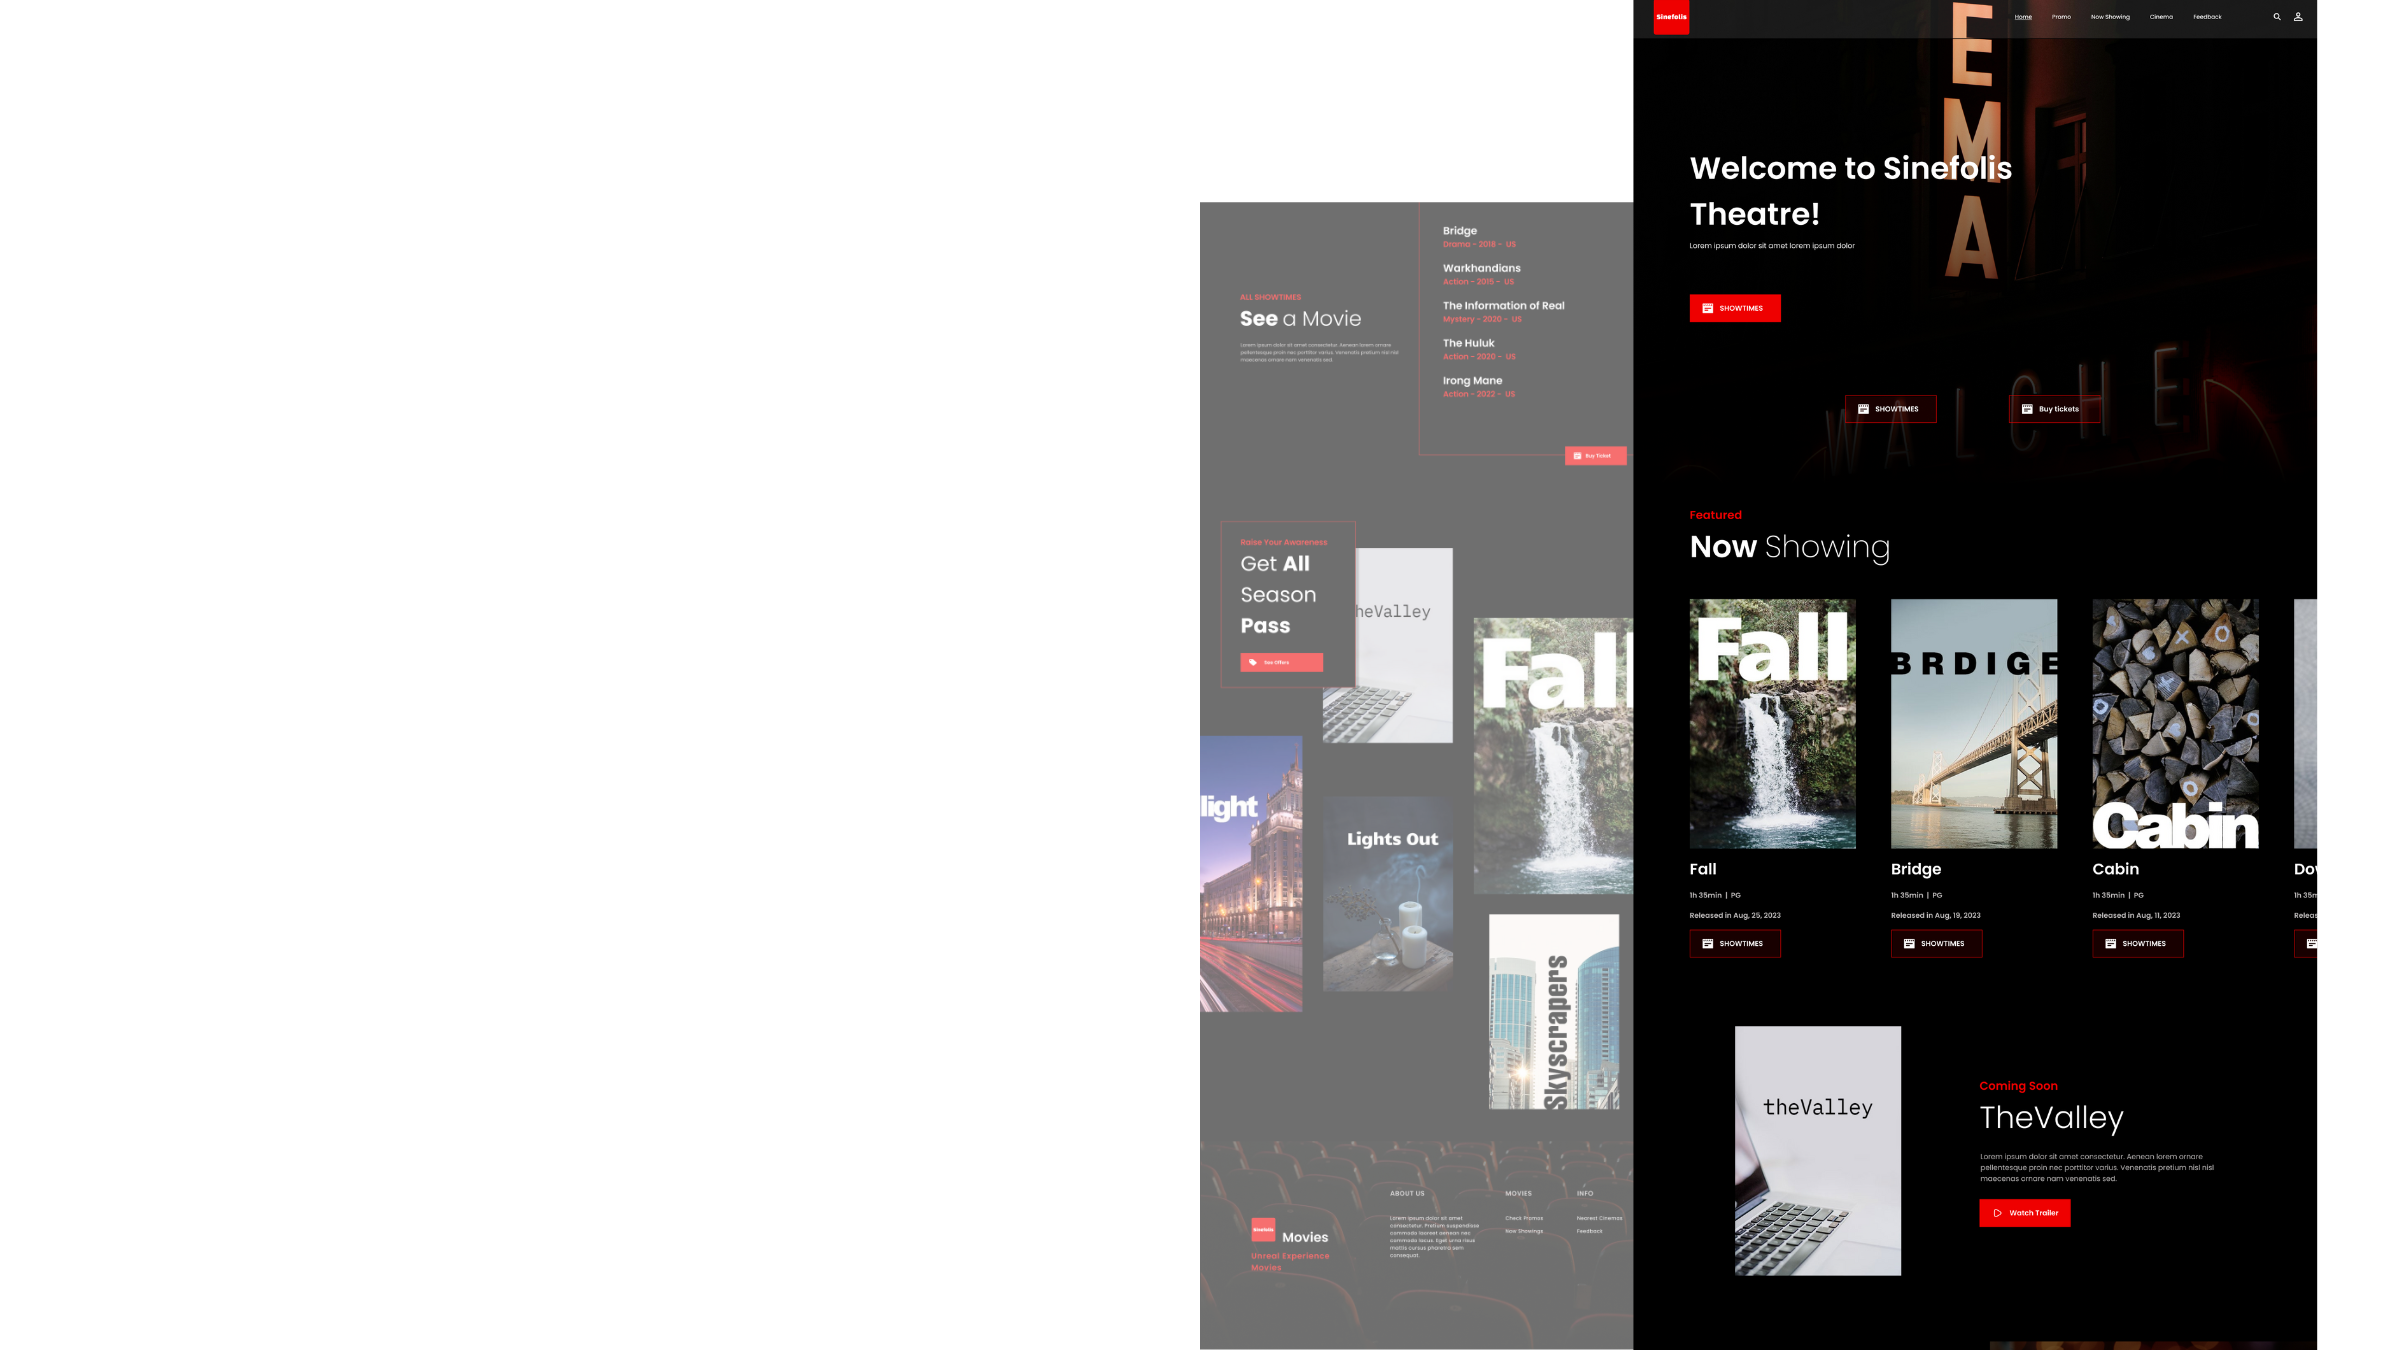 Sinefolis
Home
Promo
Now Showing
Cinema
Feedback
E
M
A
Welcome to Sinefolis
Theatre!
Lorem ipsum dolor sit amet lorem ipsum dolor
SHOWTIMES
SHOWTIMES
Buy tickets
WALCHE
Featured
Now Showing
Fall
BRDIGE
Cabin
Fall
Bridge
Cabin
1h 35min | PG
1h 35min | PG
1h 35min | PG
Released in Aug, 25, 2023
Released in Aug, 19, 2023
Released in Aug, 11, 2023
SHOWTIMES
SHOWTIMES
SHOWTIMES
theValley
Coming Soon
TheValley
Lorem ipsum dolor sit amet consectetur. Aenean lorem ornare
pellentesque proin nec porttitor varius. Venenatis pretium nisl nisl
maecenas ornare nam venenatis sed.
Watch Trailer
ALL SHOWTIMES
See a Movie
Lorem ipsum dolor sit amet consectetur. Aenean lorem ornare
pellentesque proin nec porttitor varius. Venenatis pretium nisl nisl
maecenas ornare nam venenatis sed.
Bridge
Drama - 2018 - US
Warkhandians
Action - 2015 - US
The Information of Real
Mystery - 2020 - US
The Huluk
Action - 2020 - US
Irong Mane
Action - 2022 - US
Buy Ticket
Raise Your Awareness
Get All
Season
Pass
See Offers
heValley
Fall
light
Lights Out
Skyscrapers
Sinefolis
Movies
Unreal Experience
Movies
ABOUT US
Lorem ipsum dolor sit amet
consectetur. Pretium suspendisse
commodo laoreet aenean nec
commodo lacus. Eget urna risus
mattis cursus pharetra sem
consequat.
MOVIES
Check Promos
Now Showings
INFO
Nearest Cinemas
Feedback